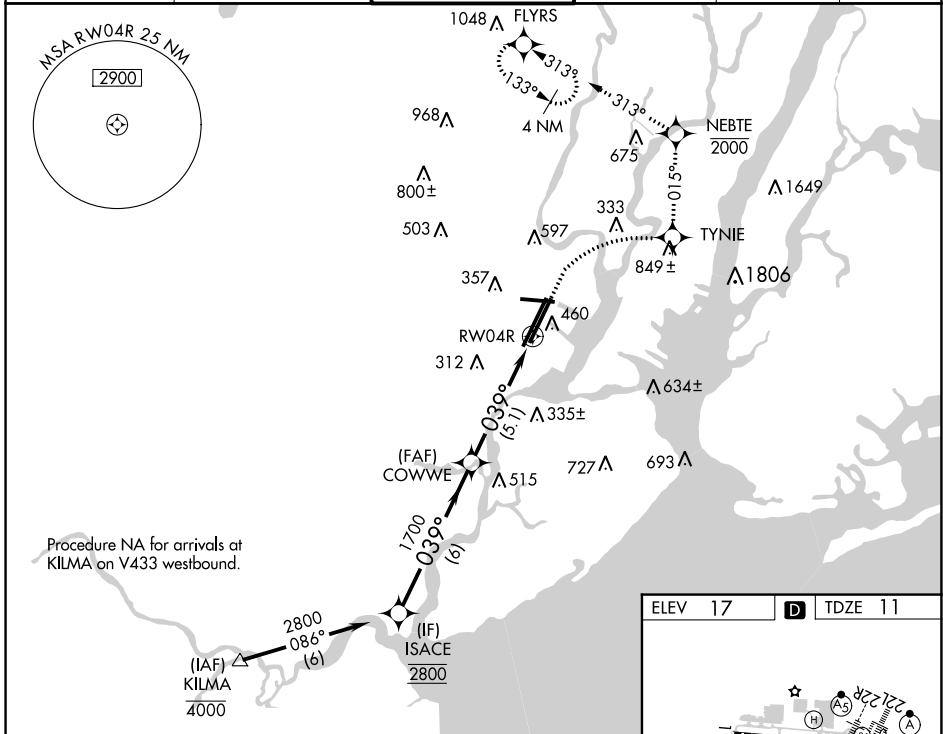 MSA RW04R 25 NM
2900
1048
FLYRS
313°
133°
4 NM
313°
968
NEBTE
2000
675
800±
015°
1649
503
597
333
TYNIE
849±
357
1806
460
RW04R
312
634±
039°
(5.1)
335±
(FAF)
COWWE
515
727
693
1700
039°
(6)
Procedure NA for arrivals at
KILMA on V433 westbound.
2800
086°
(6)
(IF)
ISACE
2800
(IAF)
KILMA
4000
ELEV 17
D
TDZE 11
H
A5
22R
22L
A